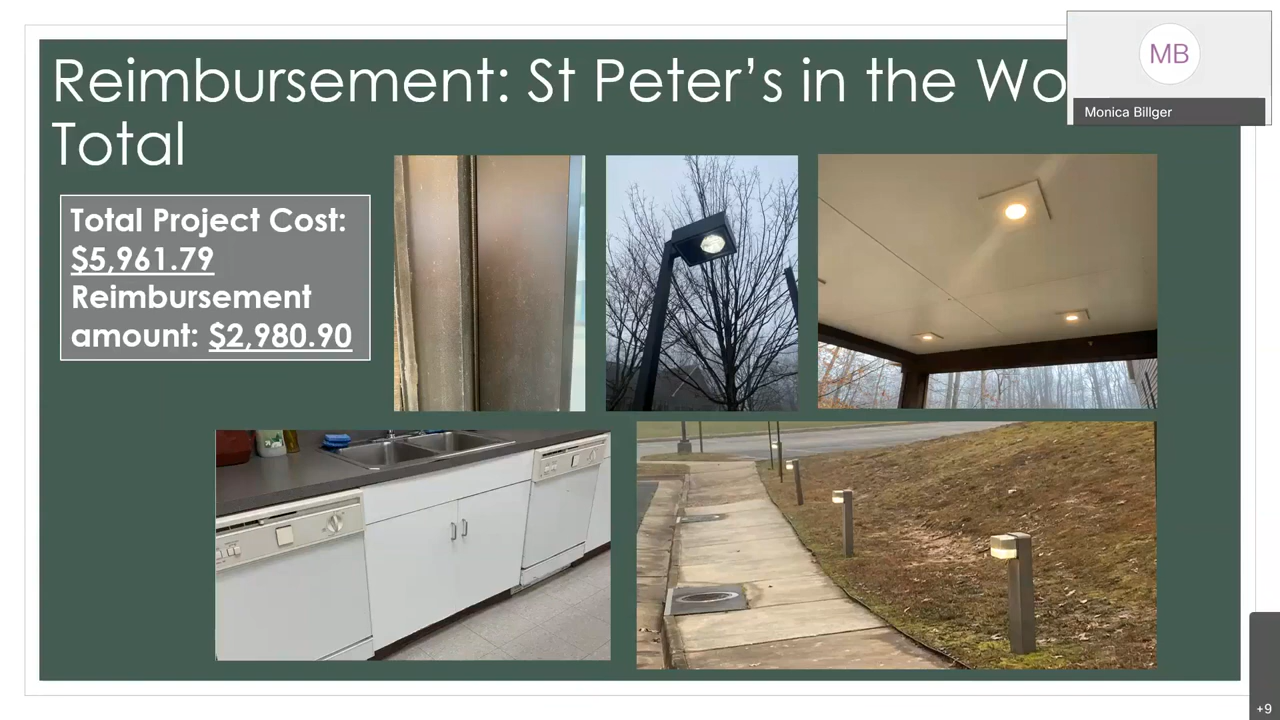 Reimbursement: St Peter's in the
Total
MB
Monica Billger
Total Project Cost:
$5,961.79
Reimbursement
amount: $2,980.90
+9